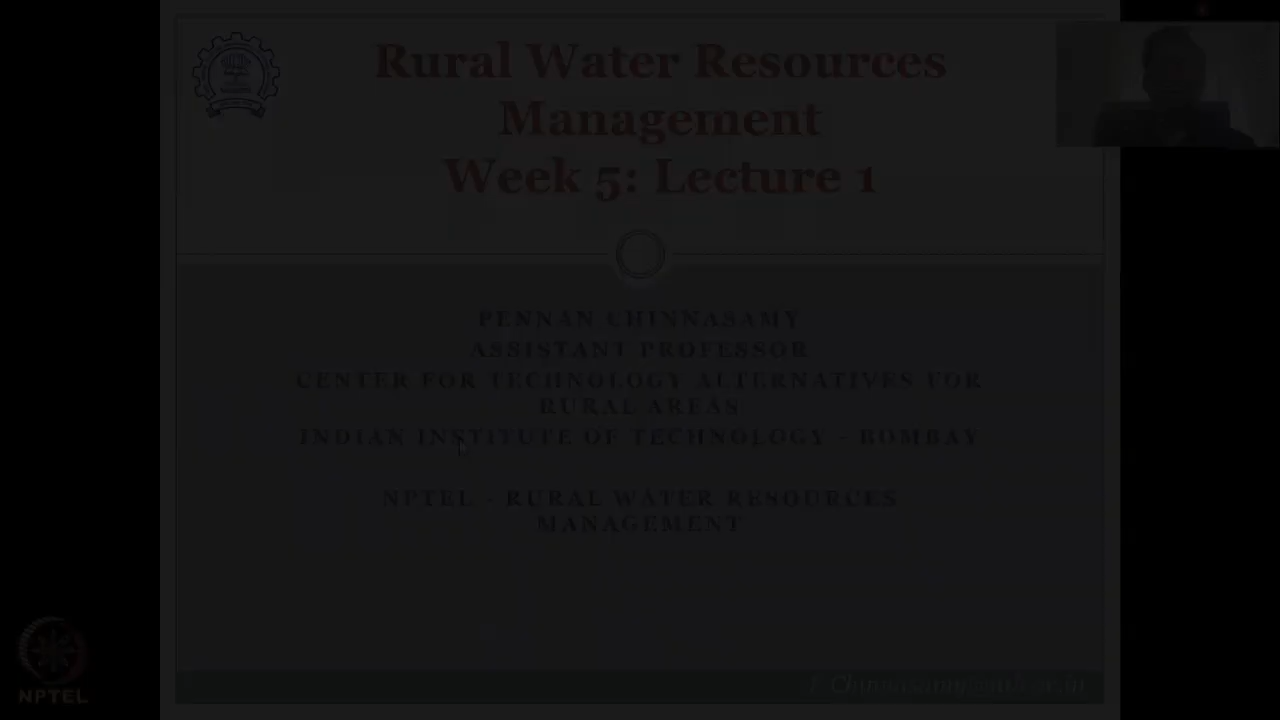 Rural Water Resources
Management
Week 5: Lecture 1
PENNAN CHINNASAMY
ASSISTANT PROFESSOR
CENTER FOR TECHNOLOGY ALTERNATIVES FOR
RURAL AREAS
INDIAN INSTITUTE OF TECHNOLOGY - BOMBAY
NPTEL - RURAL WATER RESOURCES
MANAGEMENT
NPTEL